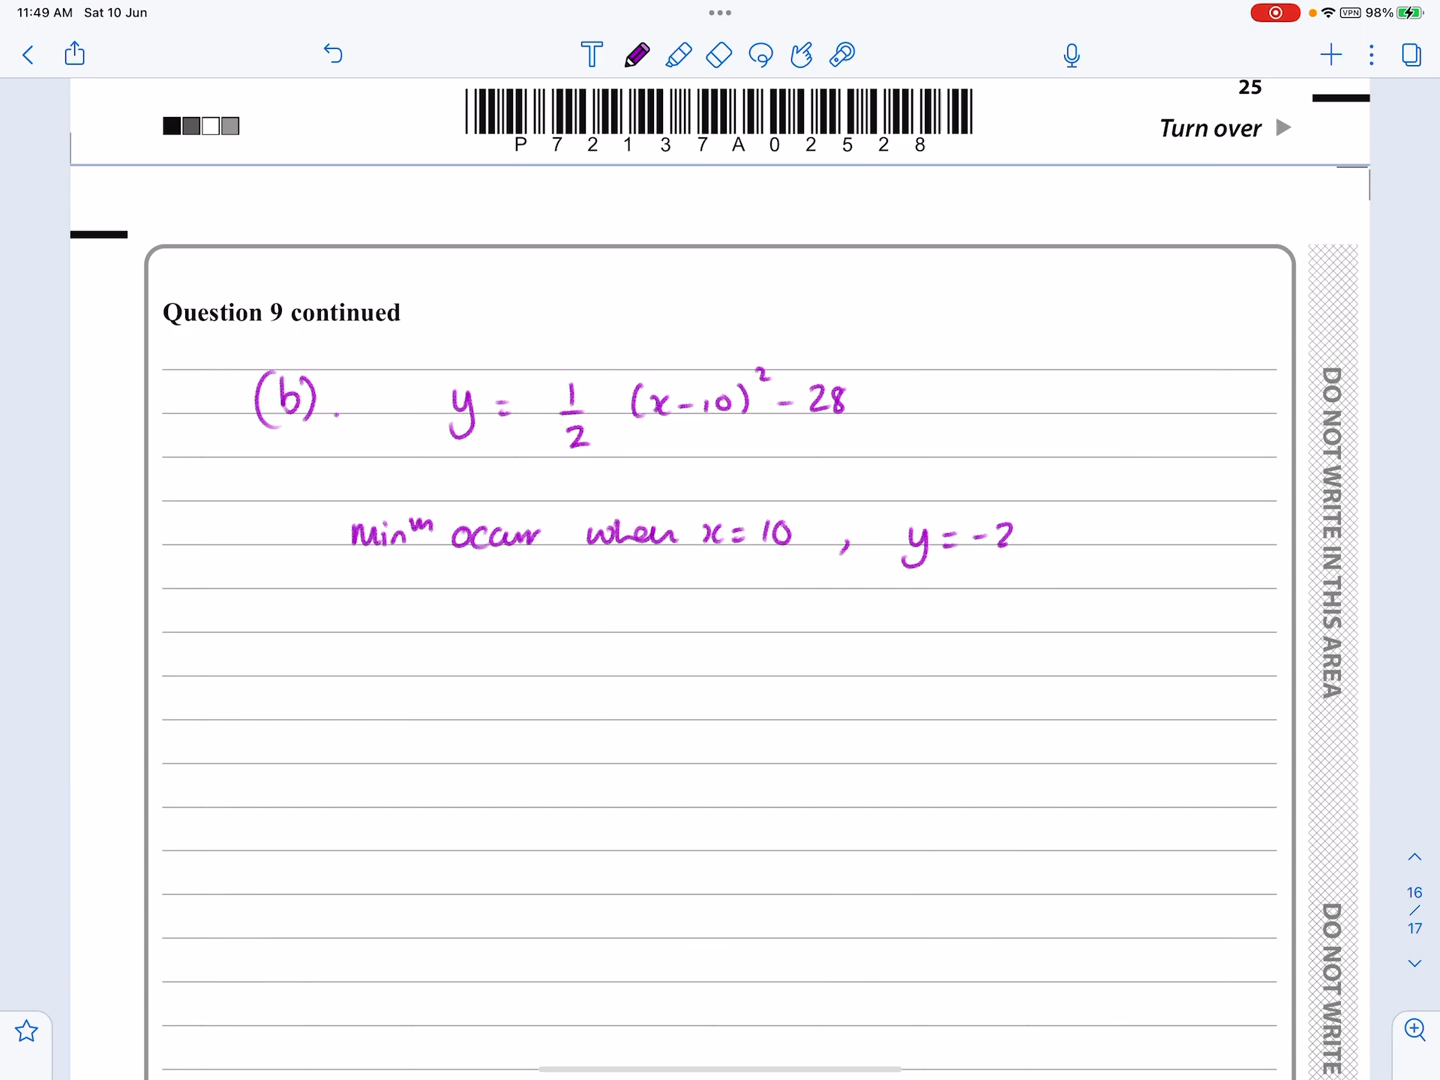 11:49 AM Sat 10 Jun
VPN 98%
T
25
Turn over
P 7 2 1 3 7 A 0 2 5 2 8
Question 9 continued
(b). y = 1/2 (x-10)² - 28
Minᵐ occur when x = 10 , y = -2
DO NOT WRITE IN THIS AREA
DO NOT WRITE
16
/
17